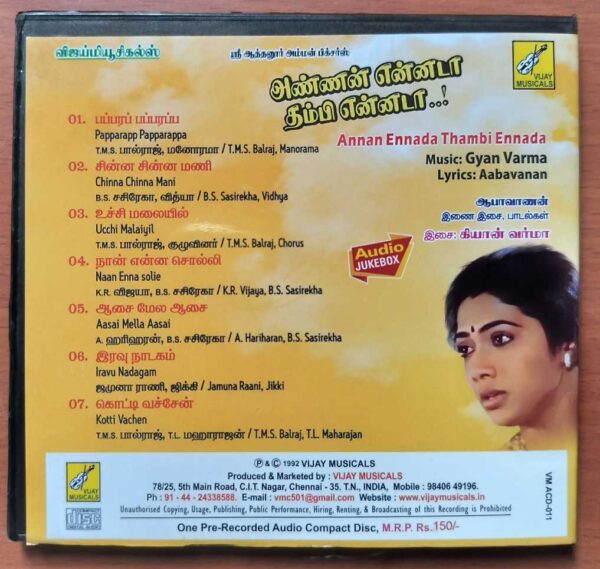 விஜய்மியூசிகல்ஸ்
ஸ்ரீ ஆத்தனூர் அம்மன் பிக்சர்ஸ்
அண்ணன் என்னடா
தம்பி என்னடா..!
VIJAY
MUSICALS
Annan Ennada Thambi Ennada
Music: Gyan Varma
Lyrics: Aabavanan
ஆபாவாணன்
இணை இசை, பாடல்கள்
இசை: கியான் வர்மா
Audio
JUKEBOX
01. பப்பரப் பப்பரப்ப
Papparapp Papparappa
T.M.S. பால்ராஜ், மனோரமா / T.M.S. Balraj, Manorama
02. சின்ன சின்ன மணி
Chinna Chinna Mani
B.S. சசிரேகா, வித்யா / B.S. Sasirekha, Vidhya
03. உச்சி மலையில்
Ucchi Malaiyil
T.M.S. பால்ராஜ், குழுவினர் / T.M.S. Balraj, Chorus
04. நான் என்ன சொல்லி
Naan Enna solie
K.R. விஜயா, B.S. சசிரேகா / K.R. Vijaya, B.S. Sasirekha
05. ஆசை மேல ஆசை
Aasai Mella Aasai
A. ஹரிஹரன், B.S. சசிரேகா / A. Hariharan, B.S. Sasirekha
06. இரவு நாடகம்
Iravu Nadagam
ஜமுனா ராணி, ஜிக்கி / Jamuna Raani, Jikki
07. கொட்டி வச்சேன்
Kotti Vachen
T.M.S. பால்ராஜ், T.L. மஹாராஜன் / T.M.S. Balraj, T.L. Maharajan
VIJAY
MUSICALS
COMPACT
disc
DIGITAL AUDIO
Ⓟ & © 1992 VIJAY MUSICALS
Produced & Marketed by : VIJAY MUSICALS
78/25, 5th Main Road, C.I.T. Nagar, Chennai - 35. T.N., INDIA, Mobile : 98406 49196.
Ph : 91 - 44 - 24338588. E-mail : vmc501@gmail.com Website : www.vijaymusicals.in
Unauthorised Copying, Usage, Publishing, Public Performance, Hiring, Renting, & Broadcasting of this Recording is Prohibited
One Pre-Recorded Audio Compact Disc, M.R.P. Rs.150/-
VM ACD-011